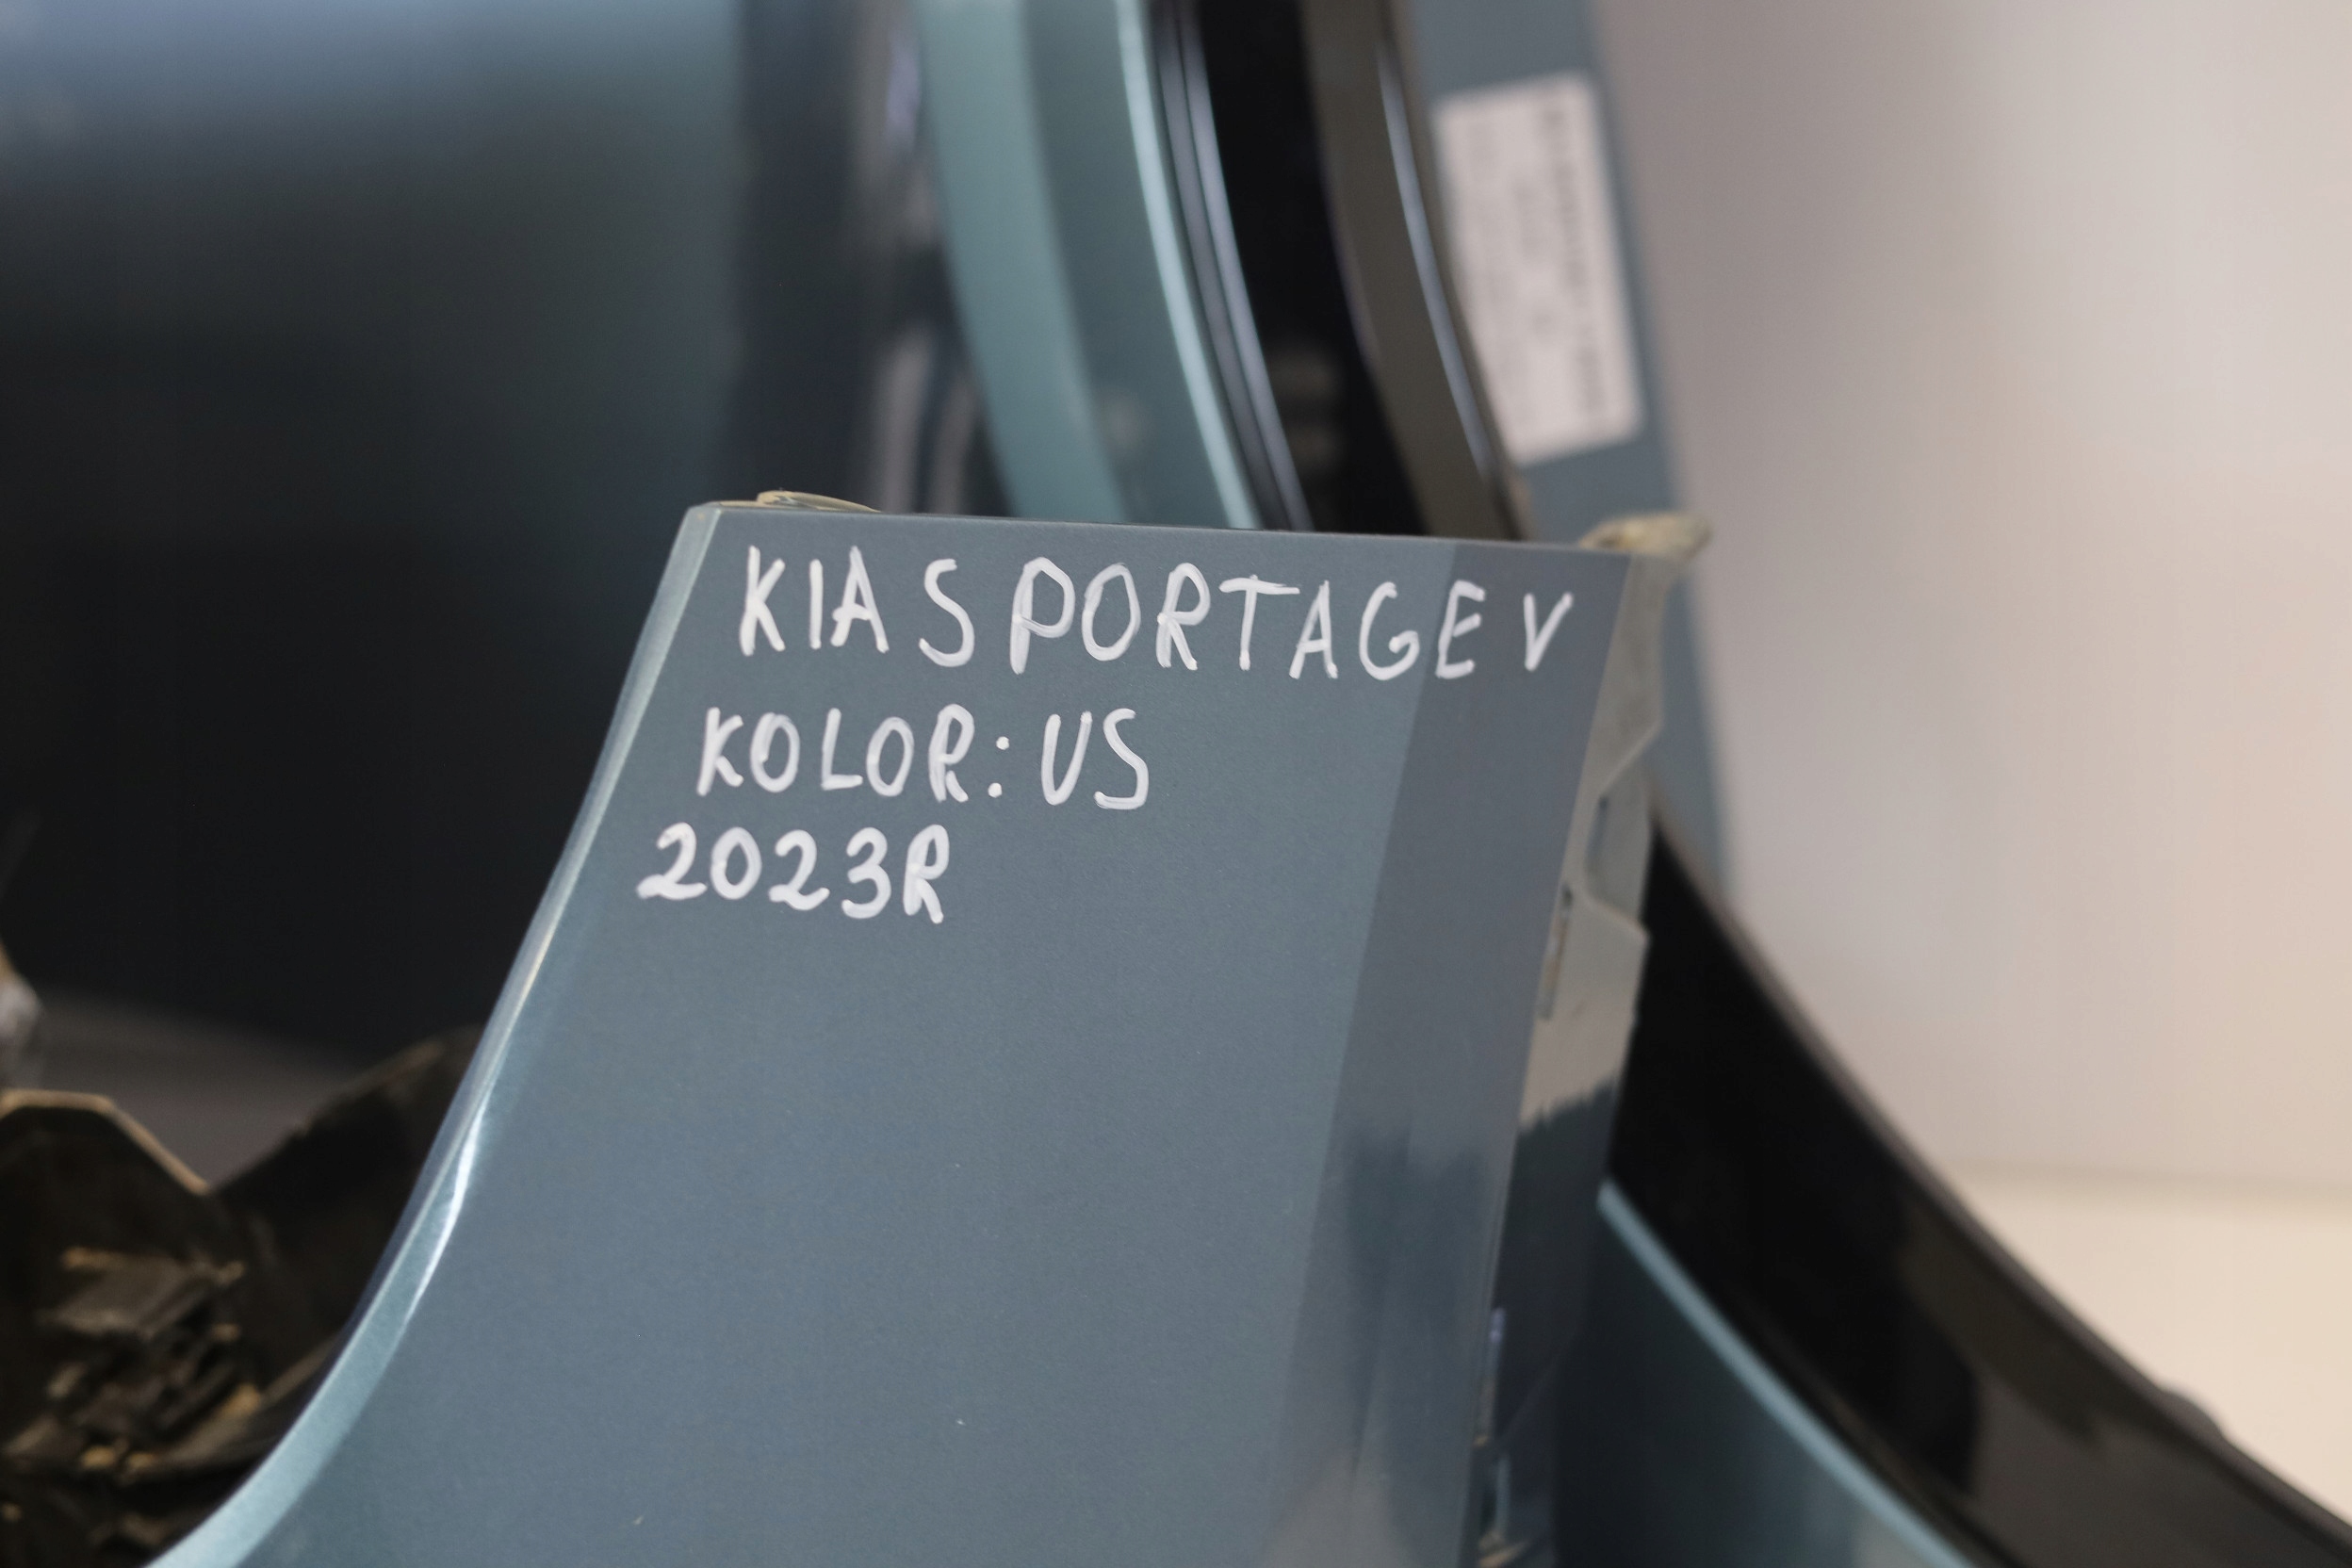 KIA SPORTAGE V
KOLOR: US
2023R